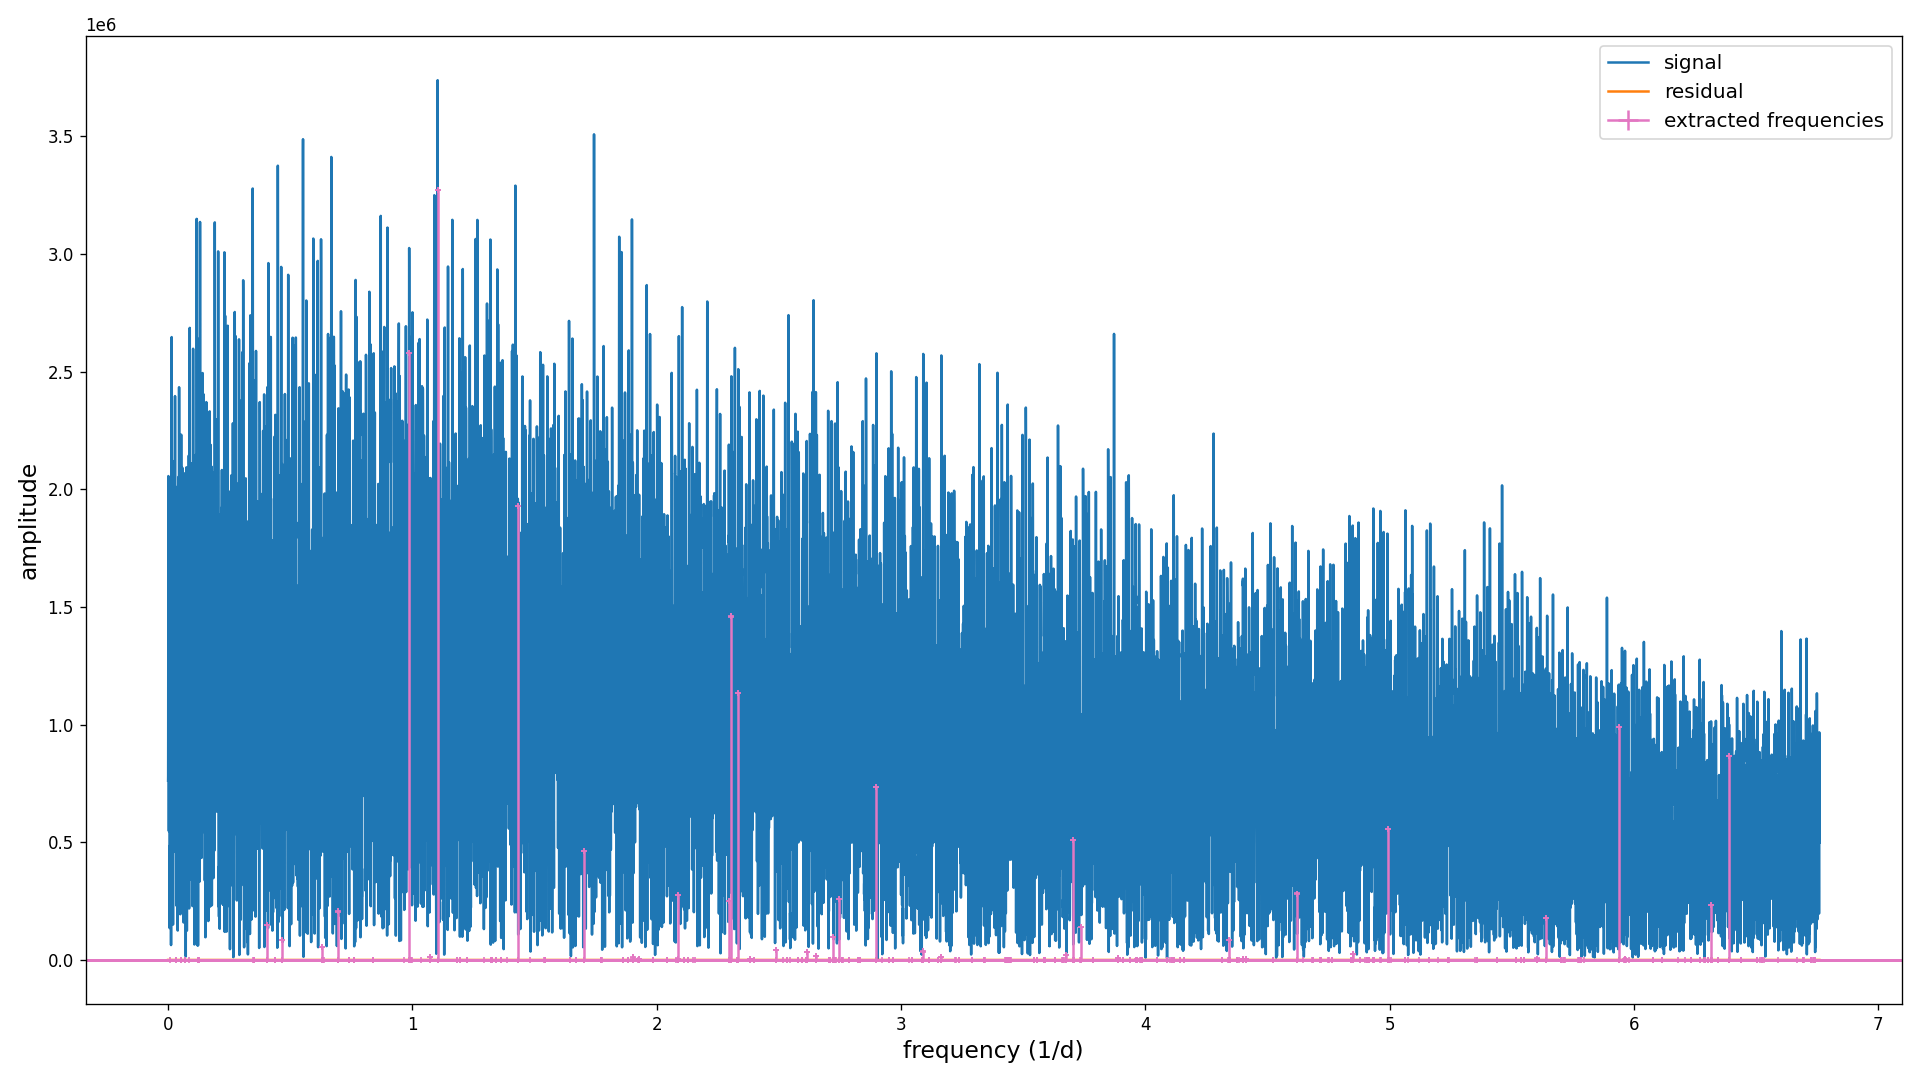 1e6
signal
residual
extracted frequencies
3.5
3.0
2.5
2.0
1.5
1.0
0.5
0.0
amplitude
0 1 2 3 4 5 6 7
frequency (1/d)